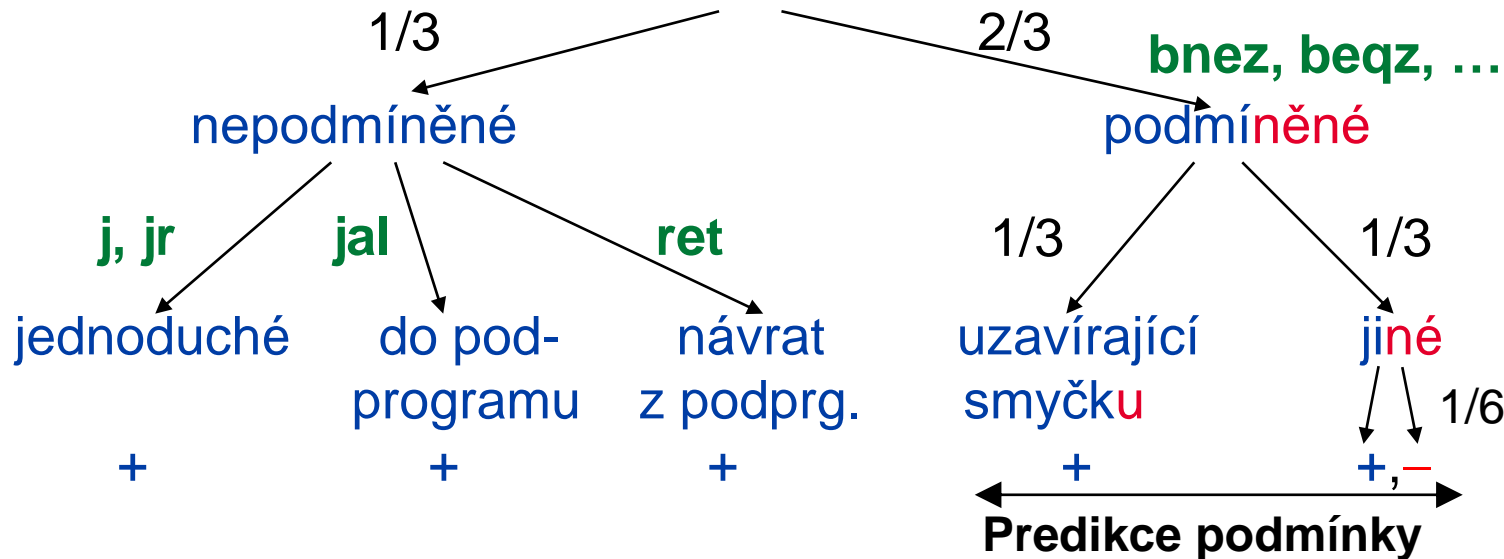 1/3 2/3
bnez, beqz, …
nepodmíněné podmíněné
j, jr jal ret 1/3 1/3
jednoduché do pod- návrat uzavírající jiné
programu z podprg. smyčku 1/6
+ + + + +,–
Predikce podmínky